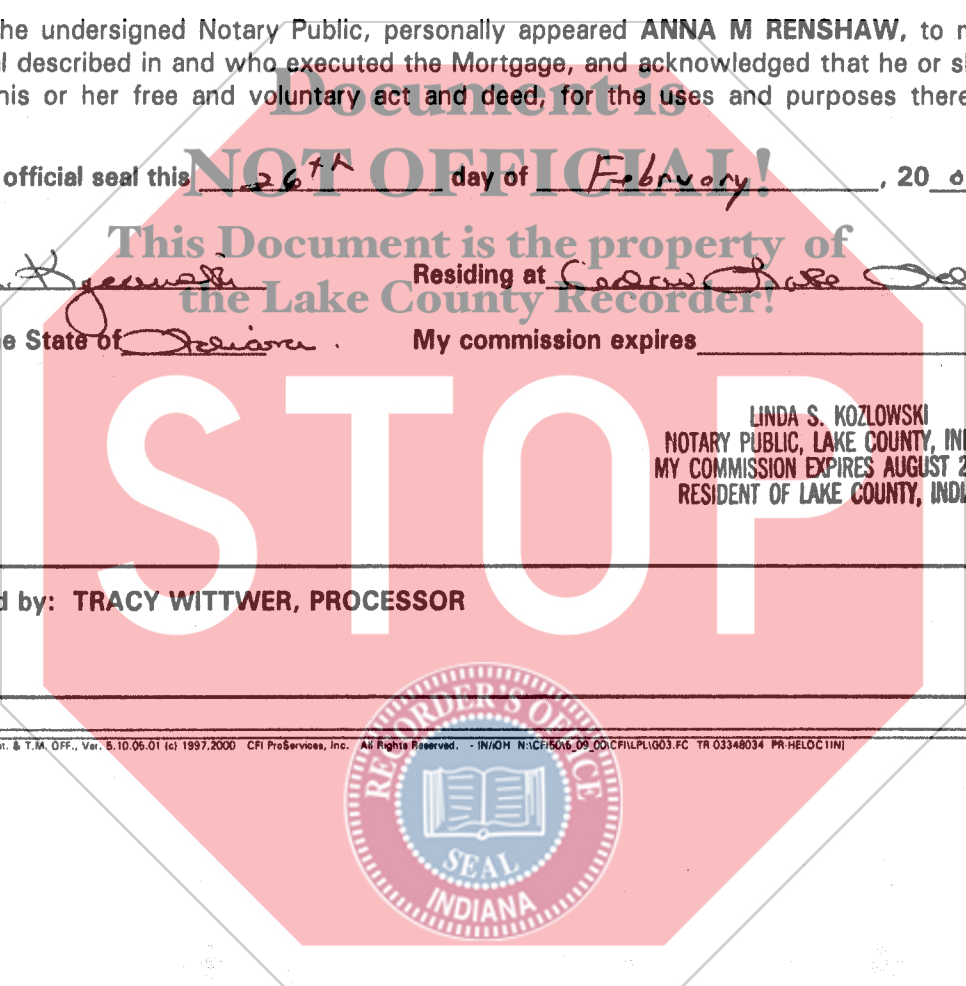 he undersigned Notary Public, personally appeared ANNA M RENSHAW, to
l described in and who executed the Mortgage, and acknowledged that he or
his or her free and voluntary act and deed, for the uses and purposes
Document is
official seal this 26th day of February, 20
NOT OFFICIAL!
This Document is the property of
Residing at Cedar Lake
the Lake County Recorder!
e State of Indiana. My commission expires
STOP
LINDA S. KOZLOWSKI
NOTARY PUBLIC, LAKE COUNTY,
MY COMMISSION EXPIRES AUGUST 2
RESIDENT OF LAKE COUNTY,
d by: TRACY WITTWER, PROCESSOR
& T.M. OFF., Ver. 5.10.05.01 (c) 1997,2000 CFI ProServices, Inc. All Rights Reserved. - IN/OH
RECORDER'S OFFICE
SEAL
INDIANA